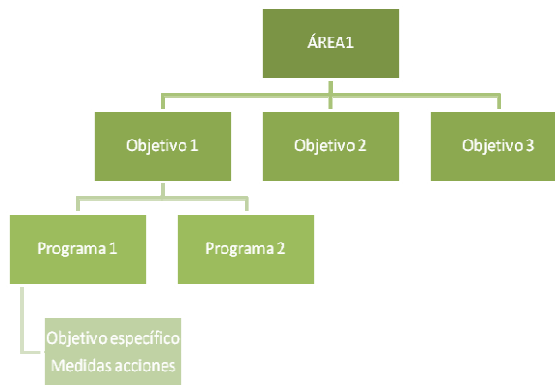 ÁREA1
Objetivo 1
Objetivo 2
Objetivo 3
Programa 1
Programa 2
Objetivo específico
Medidas acciones